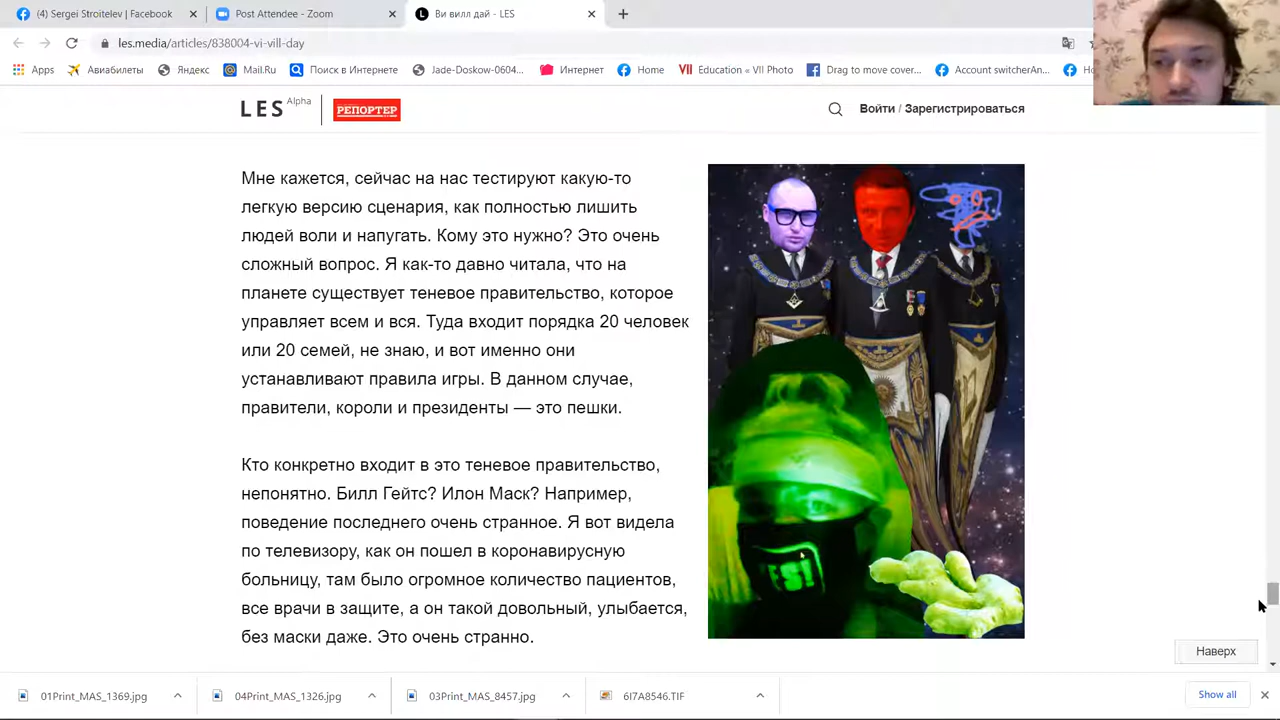 (4) Sergei Stroitelev | Facebook
Post Attendee - Zoom
Ви вилл дай - LES
les.media/articles/838004-vi-vill-day
Apps
Авиабилеты
Яндекс
Mail.Ru
Поиск в Интернете
Jade-Doskow-0604...
Интернет
Home
VII Education « VII Photo
Drag to move cover...
Account switcherAn...
Ho
LES Alpha
РЕПОРТЕР
Войти / Зарегистрироваться
Мне кажется, сейчас на нас тестируют какую-то
легкую версию сценария, как полностью лишить
людей воли и напугать. Кому это нужно? Это очень
сложный вопрос. Я как-то давно читала, что на
планете существует теневое правительство, которое
управляет всем и вся. Туда входит порядка 20 человек
или 20 семей, не знаю, и вот именно они
устанавливают правила игры. В данном случае,
правители, короли и президенты — это пешки.
Кто конкретно входит в это теневое правительство,
непонятно. Билл Гейтс? Илон Маск? Например,
поведение последнего очень странное. Я вот видела
по телевизору, как он пошел в коронавирусную
больницу, там было огромное количество пациентов,
все врачи в защите, а он такой довольный, улыбается,
без маски даже. Это очень странно.
Наверх
01Print_MAS_1369.jpg
04Print_MAS_1326.jpg
03Print_MAS_8457.jpg
6I7A8546.TIF
Show all